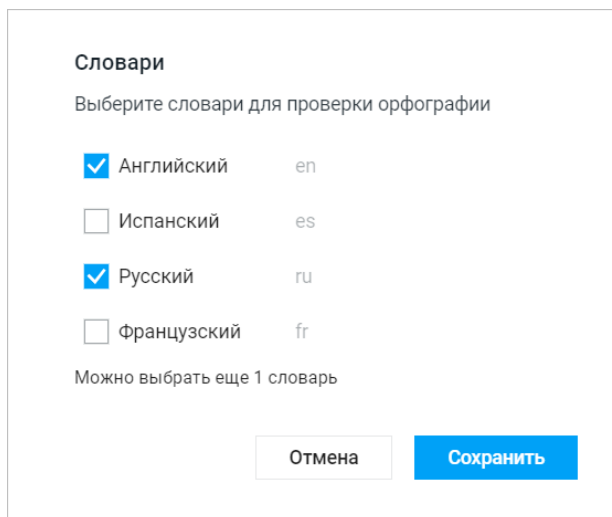 Словари
Выберите словари для проверки орфографии
Английский en
Испанский es
Русский ru
Французский fr
Можно выбрать еще 1 словарь
Отмена Сохранить